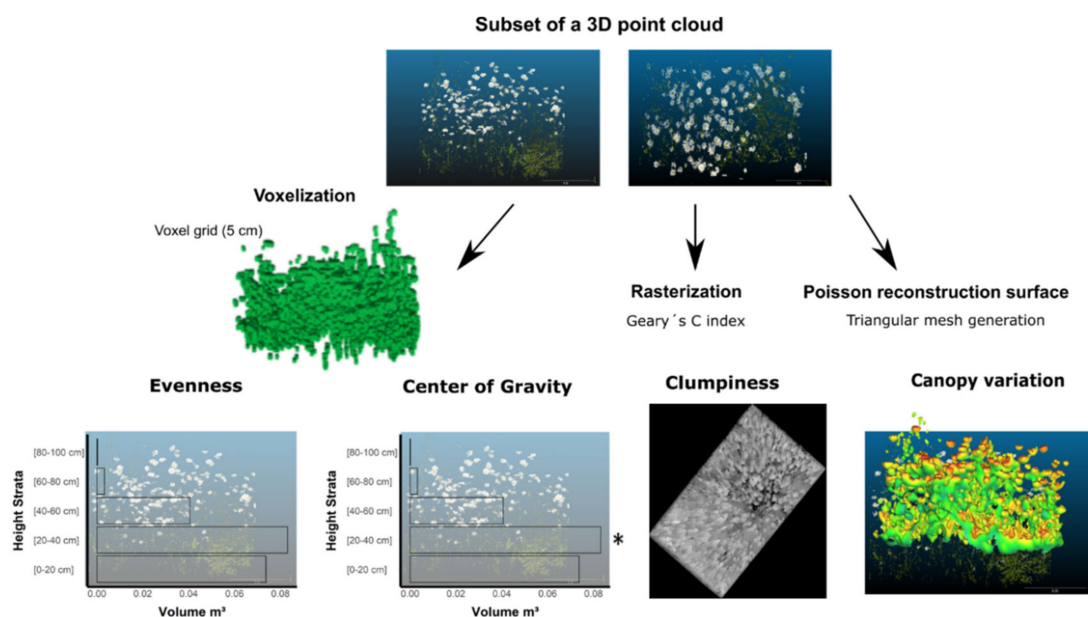 Subset of a 3D point cloud
Voxelization
Voxel grid (5 cm)
Rasterization
Geary´s C index
Poisson reconstruction surface
Triangular mesh generation
Evenness
Center of Gravity
Clumpiness
Canopy variation
Height Strata
[80-100 cm]
[60-80 cm]
[40-60 cm]
[20-40 cm]
[0-20 cm]
0.00 0.02 0.04 0.06 0.08
Volume m³
Height Strata
[80-100 cm]
[60-80 cm]
[40-60 cm]
[20-40 cm]
[0-20 cm]
0.00 0.02 0.04 0.06 0.08
Volume m³
*